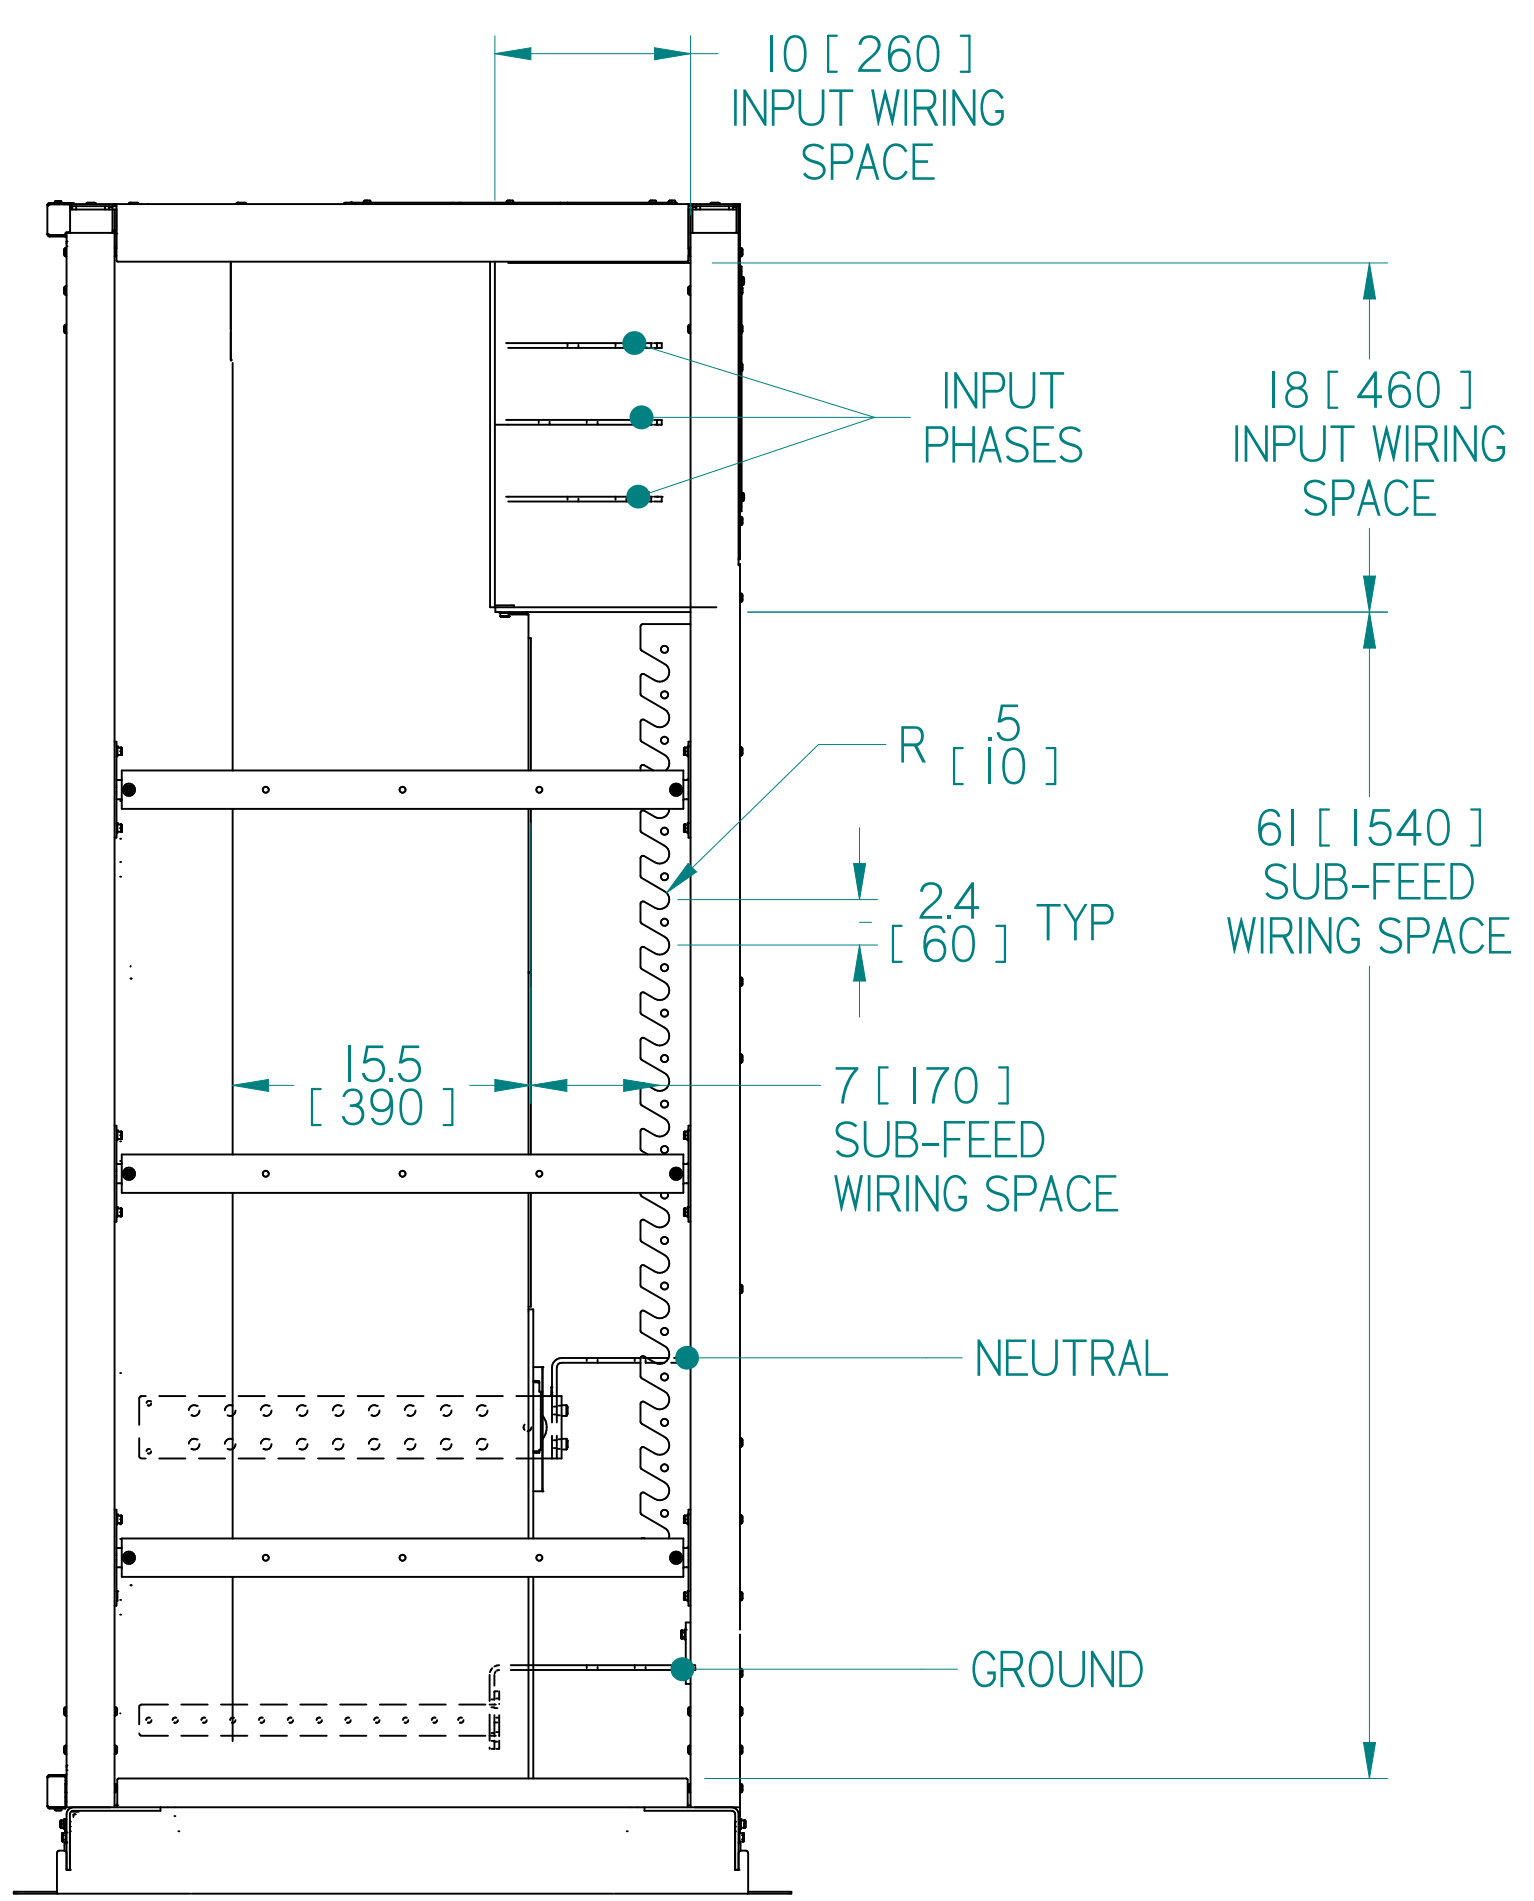 10 [ 260 ]
INPUT WIRING
SPACE
INPUT
PHASES
18 [ 460 ]
INPUT WIRING
SPACE
R .5
[ 10 ]
61 [ 1540 ]
SUB-FEED
WIRING SPACE
2.4
[ 60 ]
TYP
15.5
[ 390 ]
7 [ 170 ]
SUB-FEED
WIRING SPACE
NEUTRAL
GROUND